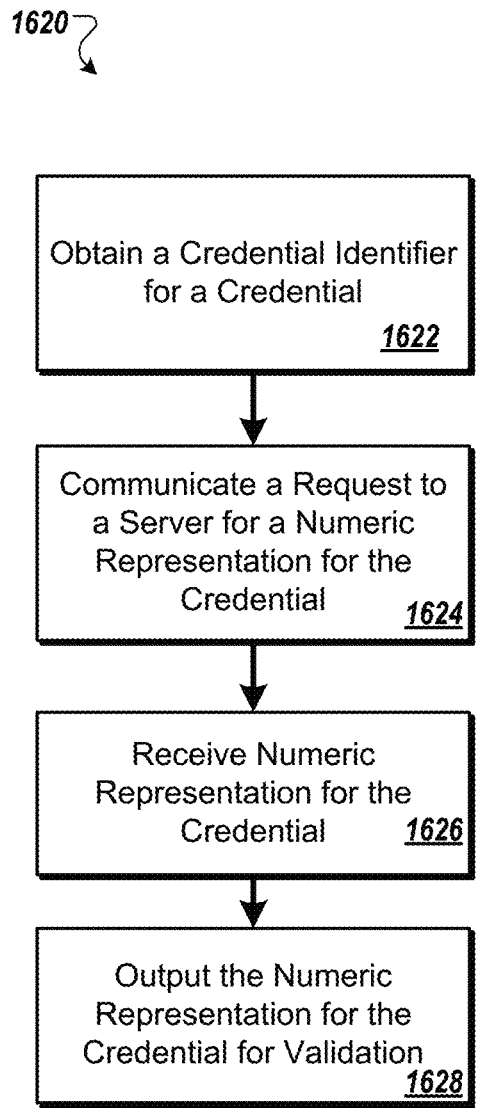 1620
Obtain a Credential Identifier
for a Credential
1622
Communicate a Request to
a Server for a Numeric
Representation for the
Credential
1624
Receive Numeric
Representation for the
Credential
1626
Output the Numeric
Representation for the
Credential for Validation
1628